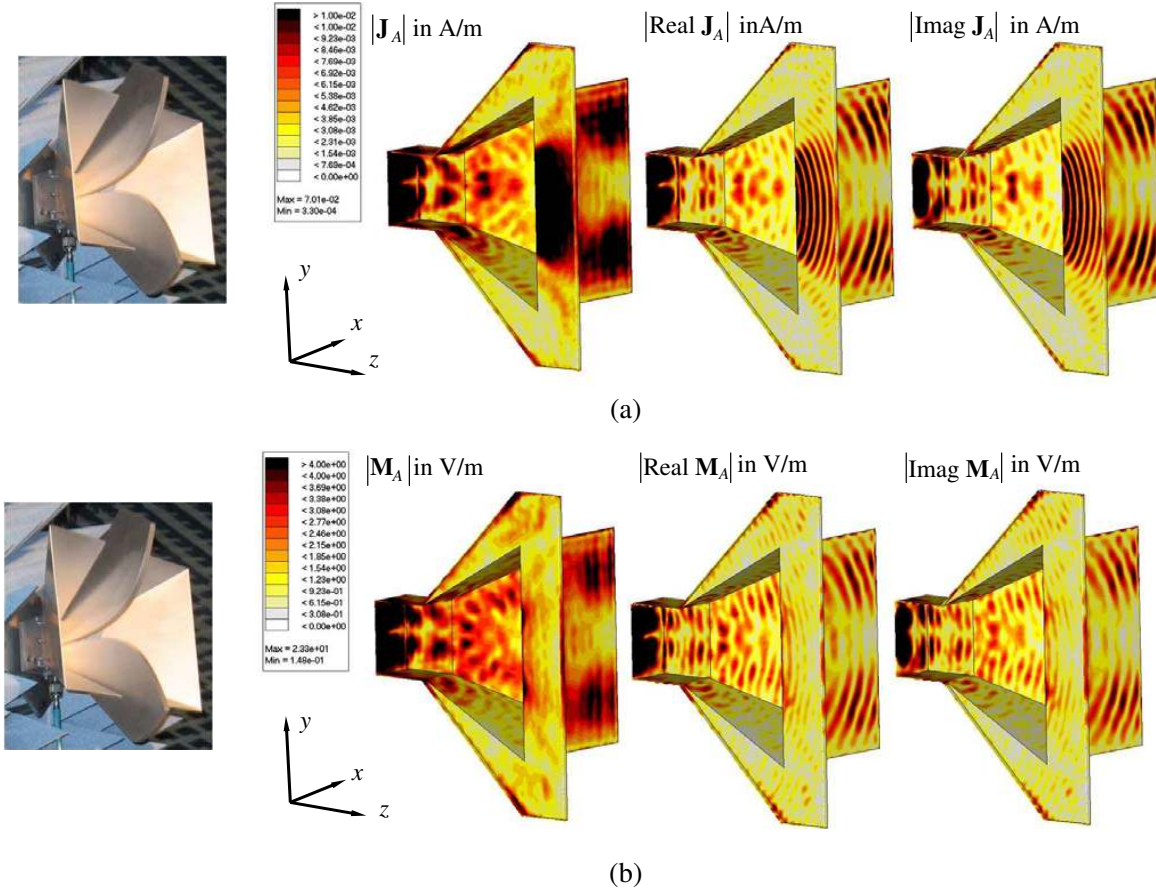 |J_A| in A/m
|Real J_A| inA/m
|Imag J_A| in A/m
> 1.00e-02
< 1.00e-02
< 9.23e-03
< 8.46e-03
< 7.69e-03
< 6.92e-03
< 6.15e-03
< 5.38e-03
< 4.62e-03
< 3.85e-03
< 3.08e-03
< 2.31e-03
< 1.54e-03
< 7.69e-04
< 0.00e+00
Max = 7.01e-02
Min = 3.30e-04
y
x
z
(a)
|M_A| in V/m
|Real M_A| in V/m
|Imag M_A| in V/m
> 4.00e+00
< 4.00e+00
< 3.69e+00
< 3.38e+00
< 3.08e+00
< 2.77e+00
< 2.46e+00
< 2.15e+00
< 1.85e+00
< 1.54e+00
< 1.23e+00
< 9.23e-01
< 6.15e-01
< 3.08e-01
< 0.00e+00
Max = 2.33e+01
Min = 1.48e-01
y
x
z
(b)